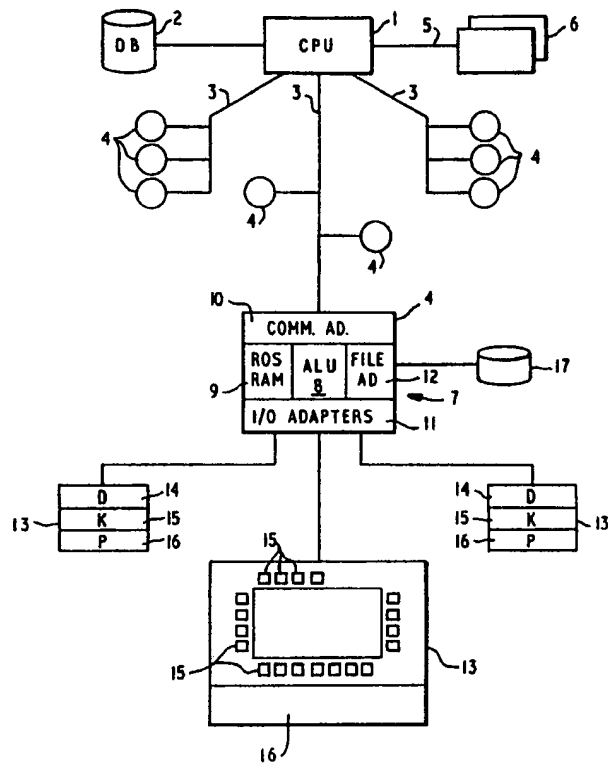 2 1 5 6
DB CPU
3 3 3
4 4
4
4
10 4
COMM. AD.
ROS RAM ALU 8 FILE AD
9 12 17
7
I/O ADAPTERS 11
D 14 14 D
13 K 15 15 K 13
P 16 16 P
15
15 13
16